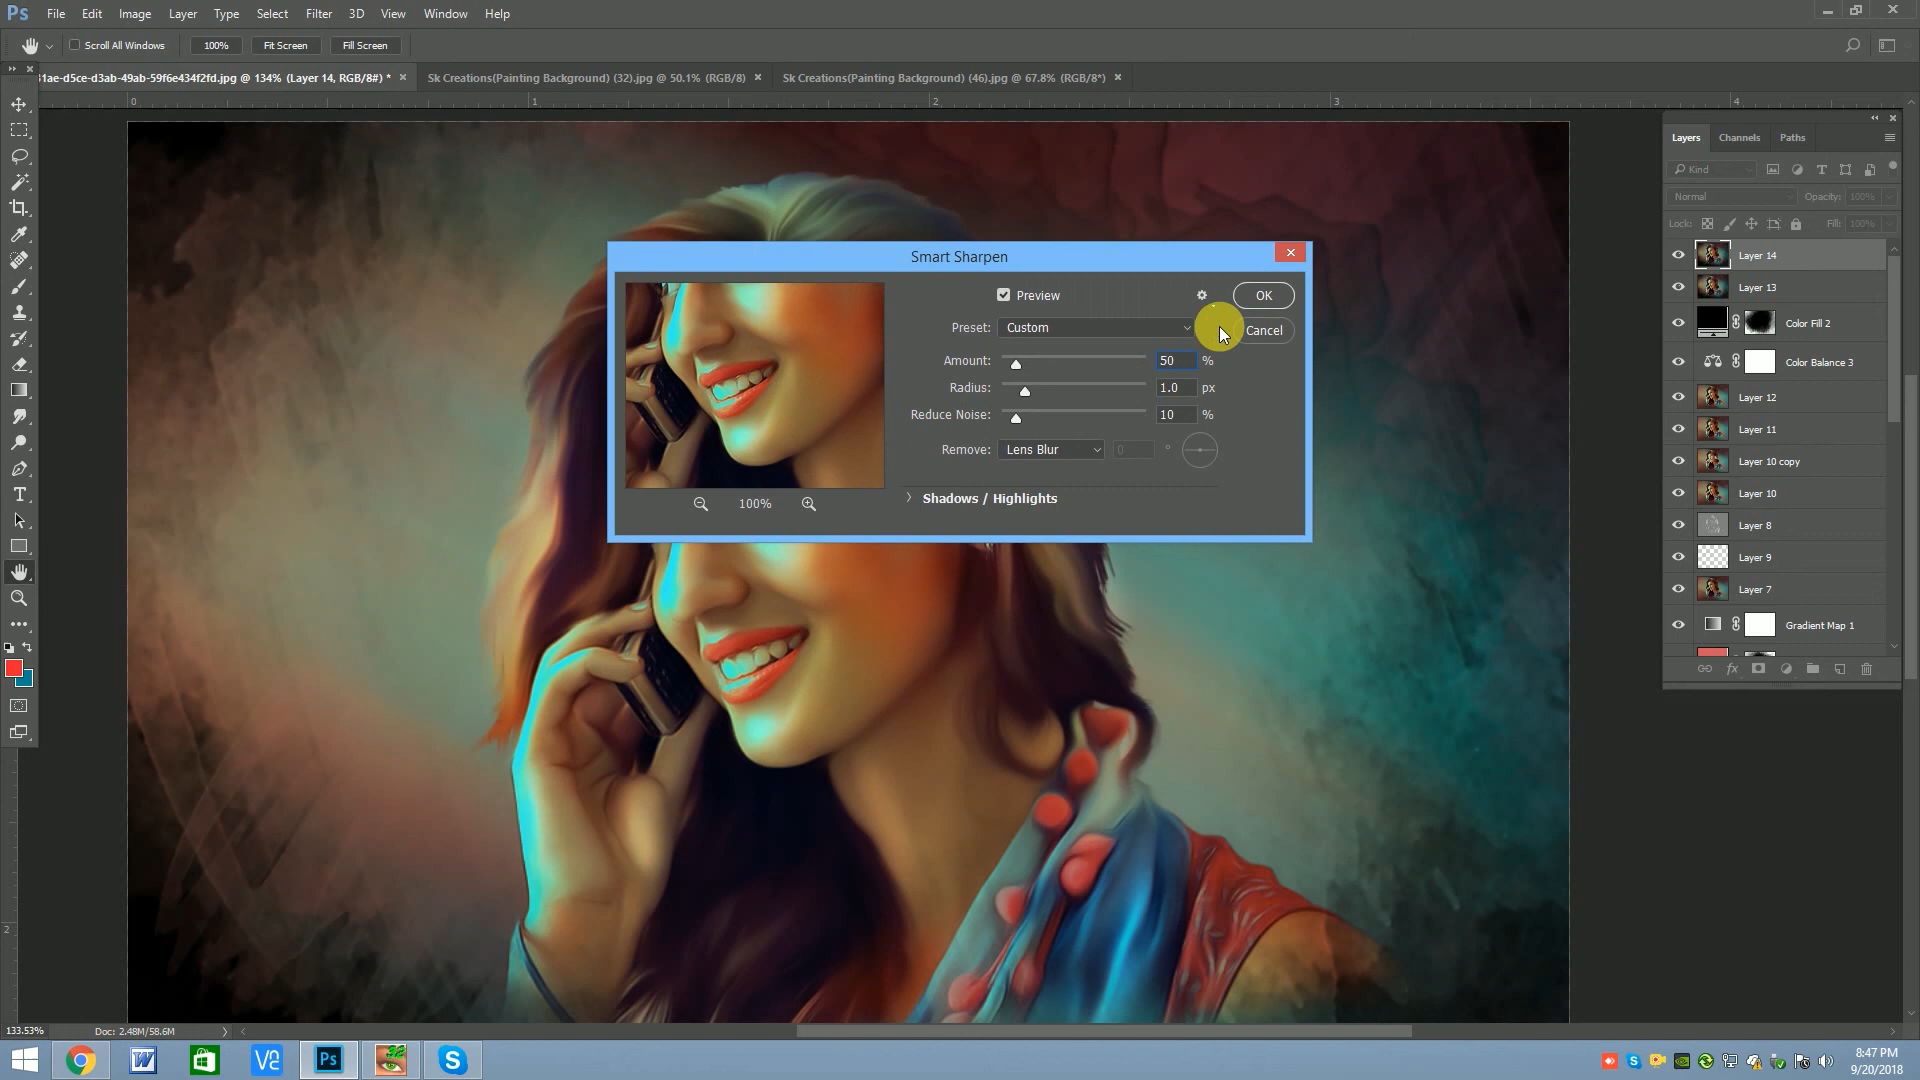 Ps File Edit Image Layer Type Select Filter 3D View Window Help
Scroll All Windows 100% Fit Screen Fill Screen
31ae-d5ce-d3ab-49ab-59f6e434f2fd.jpg @ 134% (Layer 14, RGB/8#) * Sk Creations(Painting Background) (32).jpg @ 50.1% (RGB/8) Sk Creations(Painting Background) (46).jpg @ 67.8% (RGB/8*)
0 1 2 3 4
Smart Sharpen
Preview OK
Preset: Custom Cancel
Amount: 50 %
Radius: 1.0 px
Reduce Noise: 10 %
Remove: Lens Blur 0 °
Shadows / Highlights
100%
Layers Channels Paths
Kind
Normal Opacity: 100%
Lock: Fill: 100%
Layer 14
Layer 13
Color Fill 2
Color Balance 3
Layer 12
Layer 11
Layer 10 copy
Layer 10
Layer 8
Layer 9
Layer 7
Gradient Map 1
fx
2
133.53% Doc: 2.48M/58.6M
W V2 Ps 32 S
8:47 PM
9/20/2018